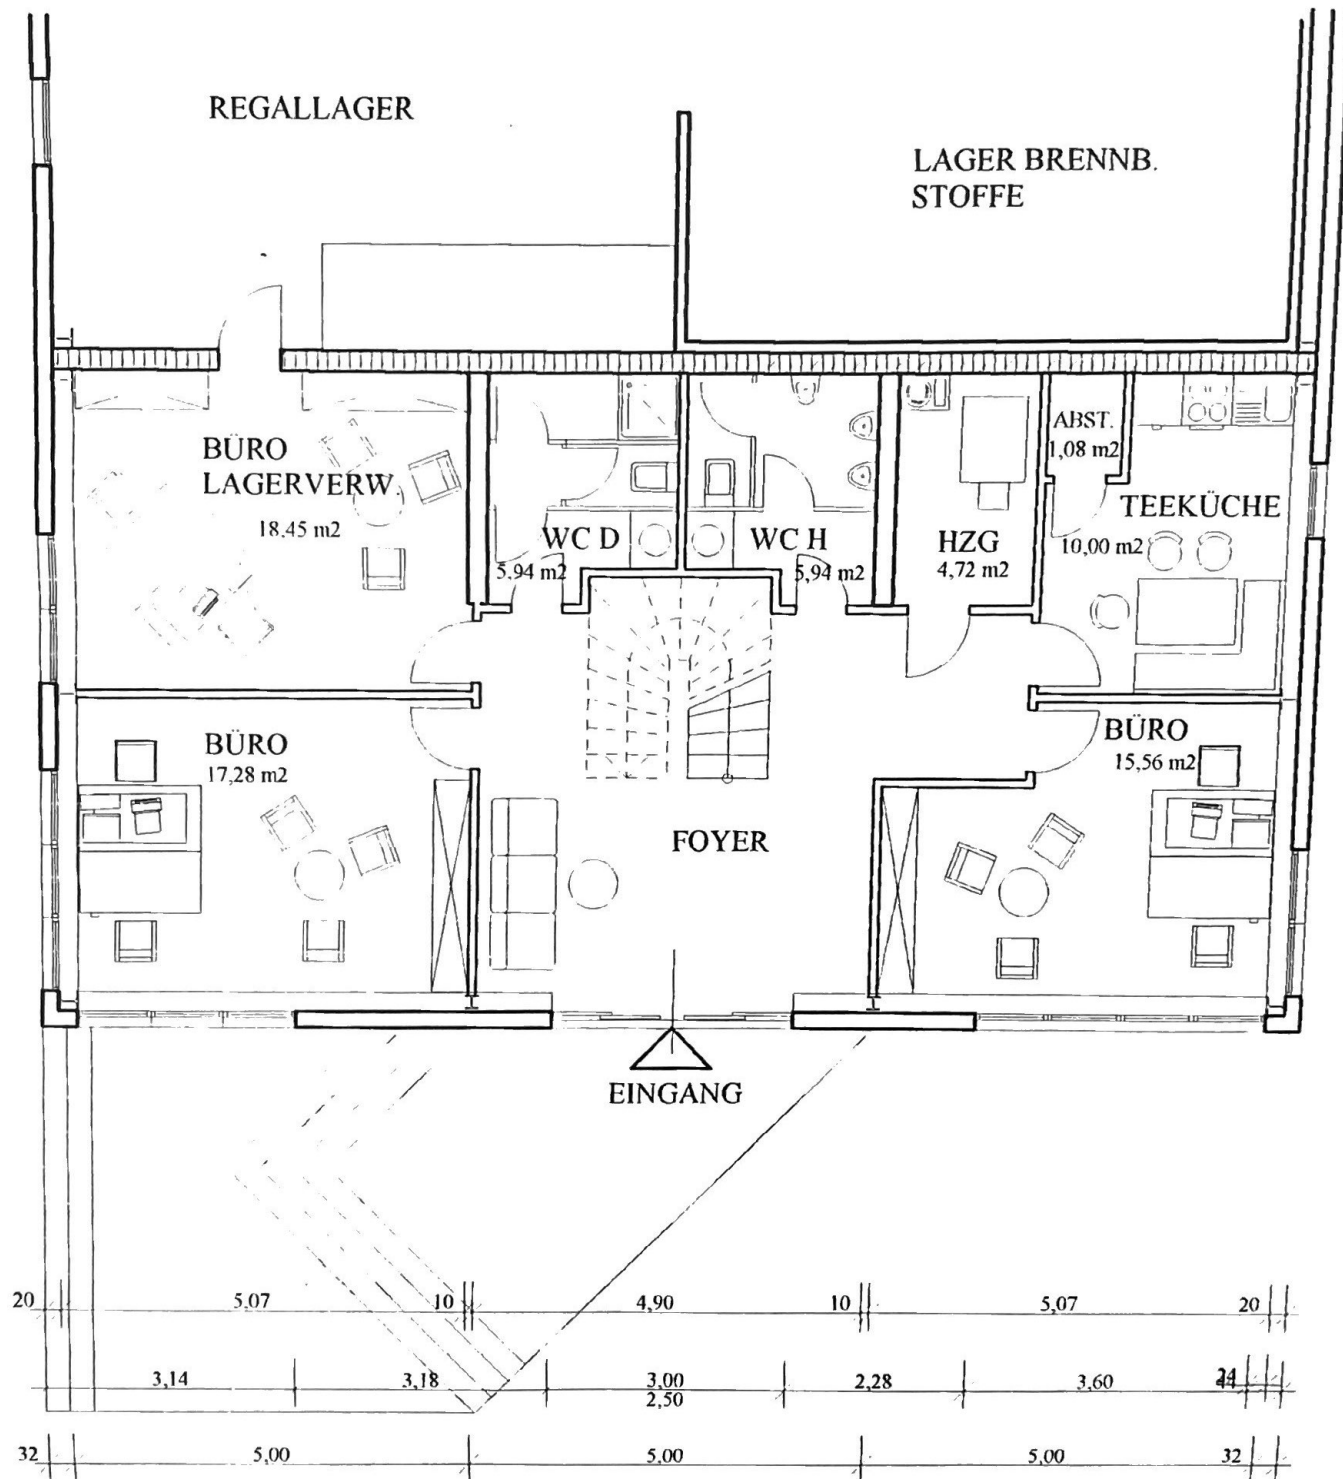 REGALLAGER
LAGER BRENNB.
STOFFE
BÜRO
LAGERVERW.
18,45 m2
WC D
5,94 m2
WC H
5,94 m2
HZG
4,72 m2
ABST.
1,08 m2
TEEKÜCHE
10,00 m2
BÜRO
17,28 m2
FOYER
BÜRO
15,56 m2
EINGANG
20 5,07 10 4,90 10 5,07 20
3,14 3,18 3,00 2,28 3,60
2,50
32 5,00 5,00 5,00 32